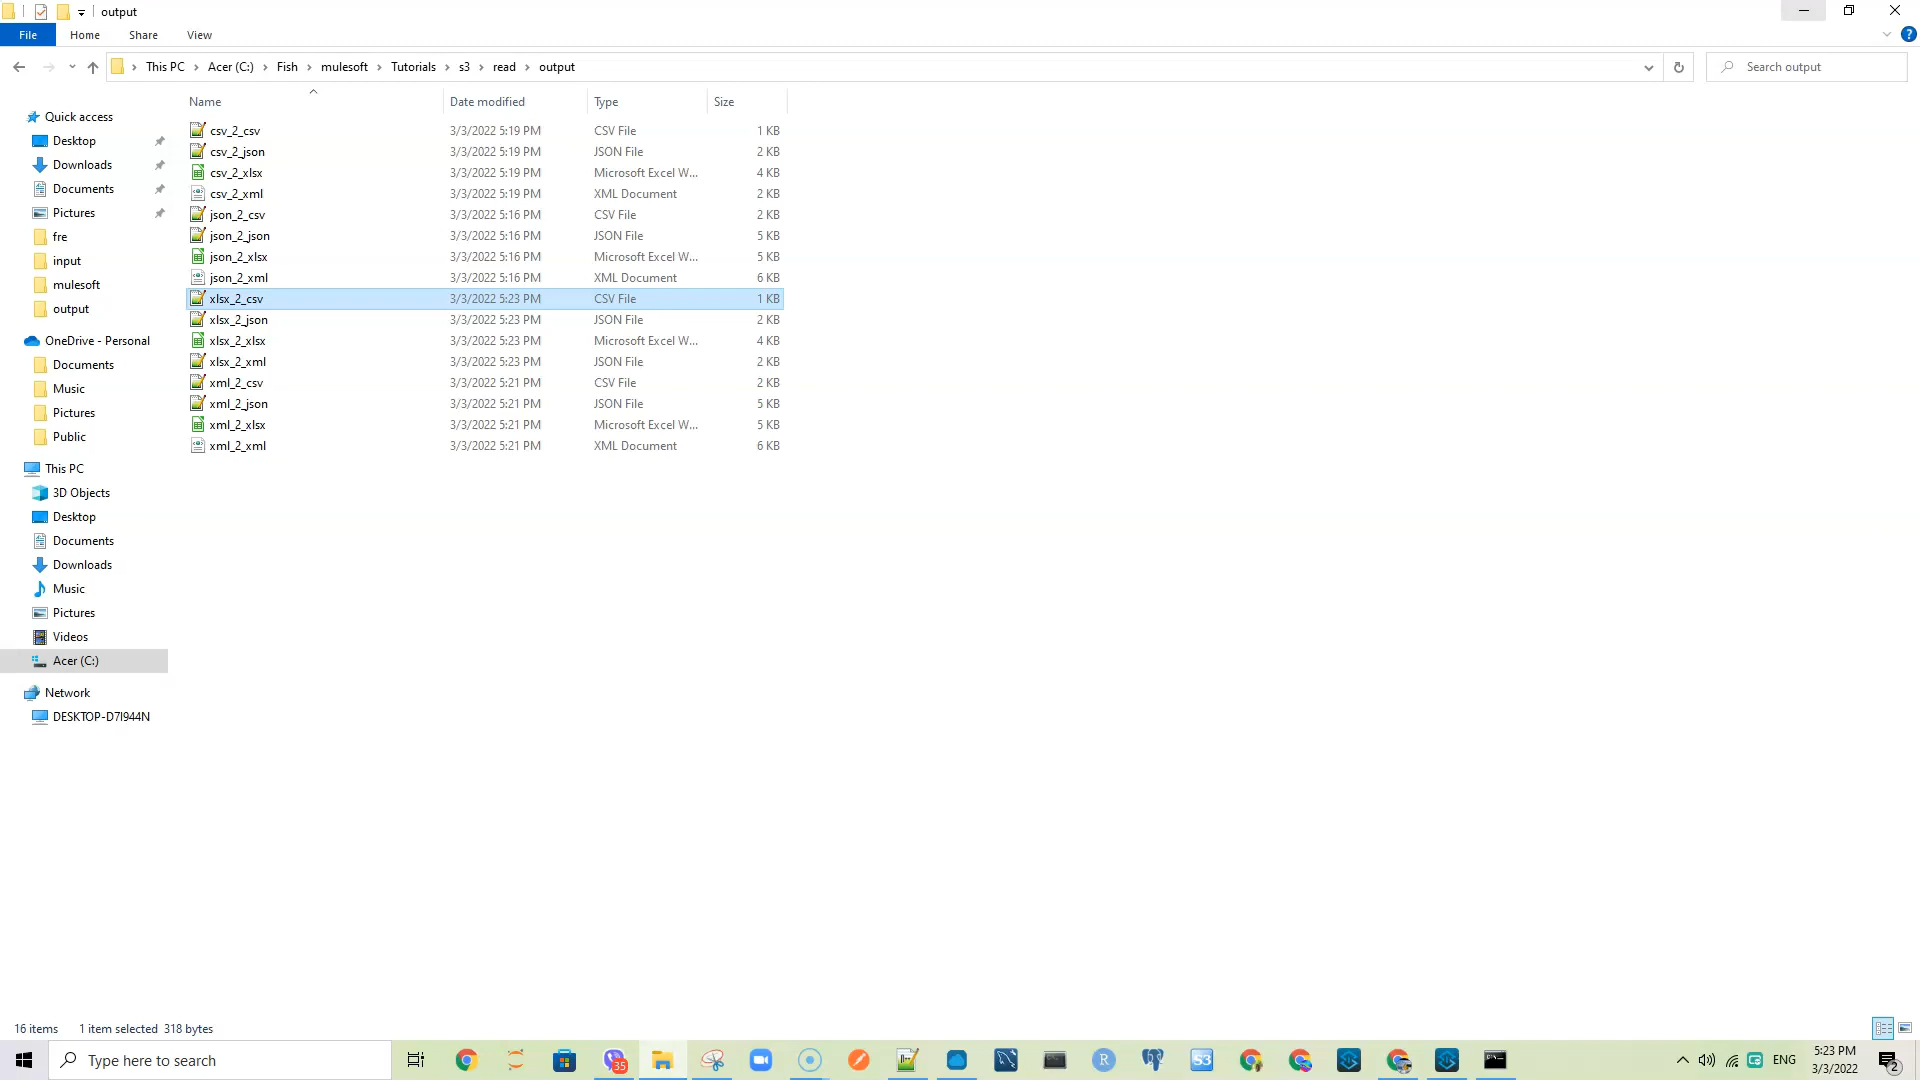 output
File Home Share View
This PC Acer (C:) Fish mulesoft Tutorials s3 read output
Search output
Name Date modified Type Size
csv_2_csv 3/3/2022 5:19 PM CSV File 1 KB
csv_2_json 3/3/2022 5:19 PM JSON File 2 KB
csv_2_xlsx 3/3/2022 5:19 PM Microsoft Excel W... 4 KB
csv_2_xml 3/3/2022 5:19 PM XML Document 2 KB
json_2_csv 3/3/2022 5:16 PM CSV File 2 KB
json_2_json 3/3/2022 5:16 PM JSON File 5 KB
json_2_xlsx 3/3/2022 5:16 PM Microsoft Excel W... 5 KB
json_2_xml 3/3/2022 5:16 PM XML Document 6 KB
xlsx_2_csv 3/3/2022 5:23 PM CSV File 1 KB
xlsx_2_json 3/3/2022 5:23 PM JSON File 2 KB
xlsx_2_xlsx 3/3/2022 5:23 PM Microsoft Excel W... 4 KB
xlsx_2_xml 3/3/2022 5:23 PM JSON File 2 KB
xml_2_csv 3/3/2022 5:21 PM CSV File 2 KB
xml_2_json 3/3/2022 5:21 PM JSON File 5 KB
xml_2_xlsx 3/3/2022 5:21 PM Microsoft Excel W... 5 KB
xml_2_xml 3/3/2022 5:21 PM XML Document 6 KB
Quick access
Desktop
Downloads
Documents
Pictures
fre
input
mulesoft
output
OneDrive - Personal
Documents
Music
Pictures
Public
This PC
3D Objects
Desktop
Documents
Downloads
Music
Pictures
Videos
Acer (C:)
Network
DESKTOP-D7I944N
16 items 1 item selected 318 bytes
Type here to search
35
R
S3
ENG
5:23 PM
3/3/2022
2